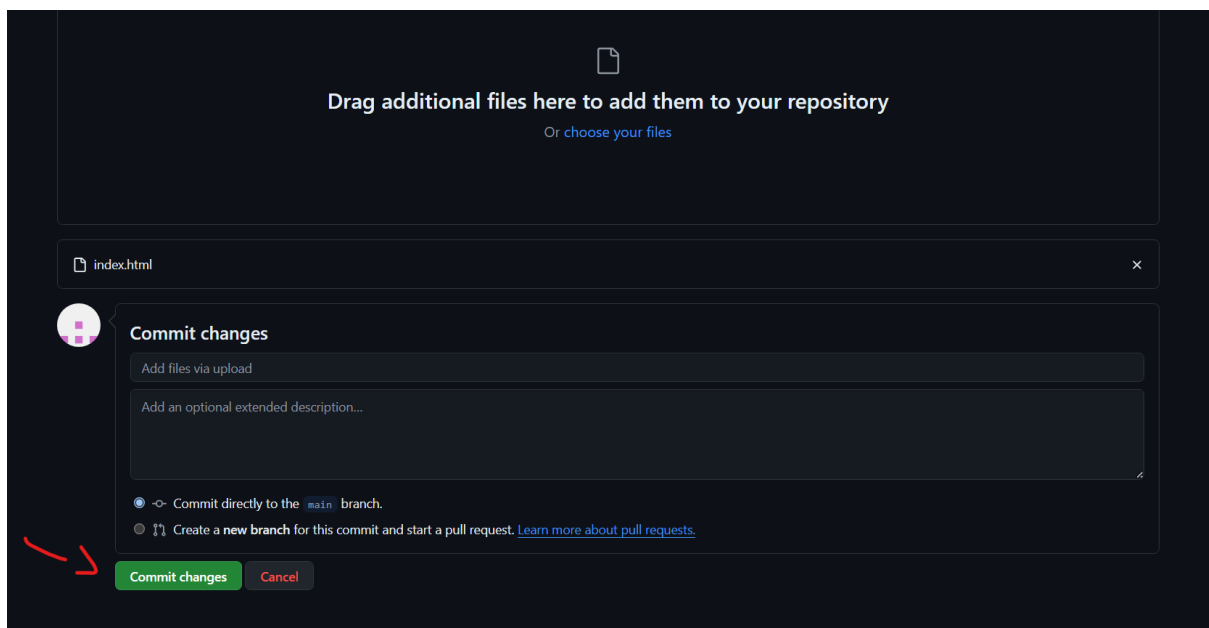 Drag additional files here to add them to your repository
Or choose your files
index.html
Commit changes
Add files via upload
Add an optional extended description...
Commit directly to the main branch.
Create a new branch for this commit and start a pull request. Learn more about pull requests.
Commit changes
Cancel